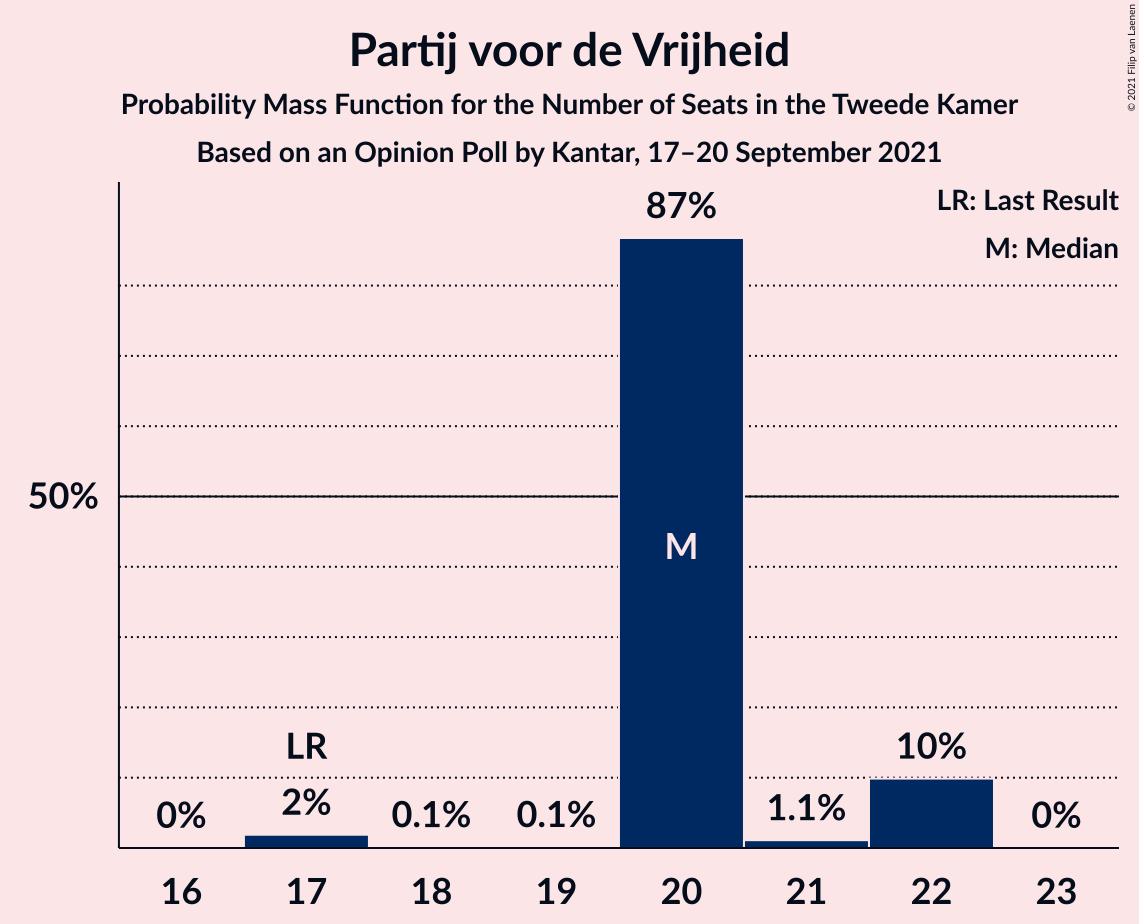 Partij voor de Vrijheid
Probability Mass Function for the Number of Seats in the Tweede Kamer
Based on an Opinion Poll by Kantar, 17–20 September 2021
© 2021 Filip van Laenen
LR: Last Result
M: Median
87%
50%
M
LR
10%
0%
2%
0.1%
0.1%
1.1%
0%
16
17
18
19
20
21
22
23